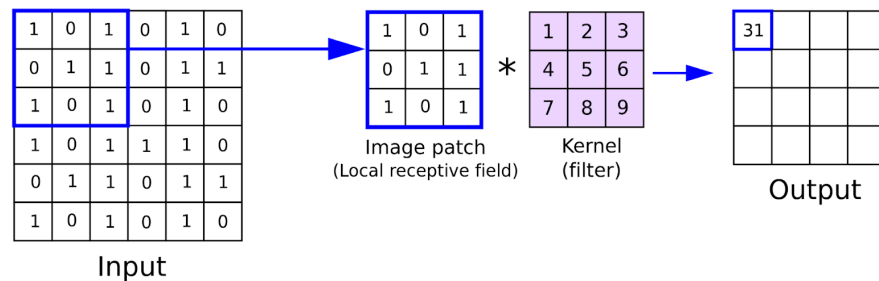 1 0 1 0 1 0
0 1 1 0 1 1
1 0 1 0 1 0
1 0 1 1 1 0
0 1 1 0 1 1
1 0 1 0 1 0
Input
1 0 1
0 1 1
1 0 1
Image patch
(Local receptive field)
*
1 2 3
4 5 6
7 8 9
Kernel
(filter)
31
Output